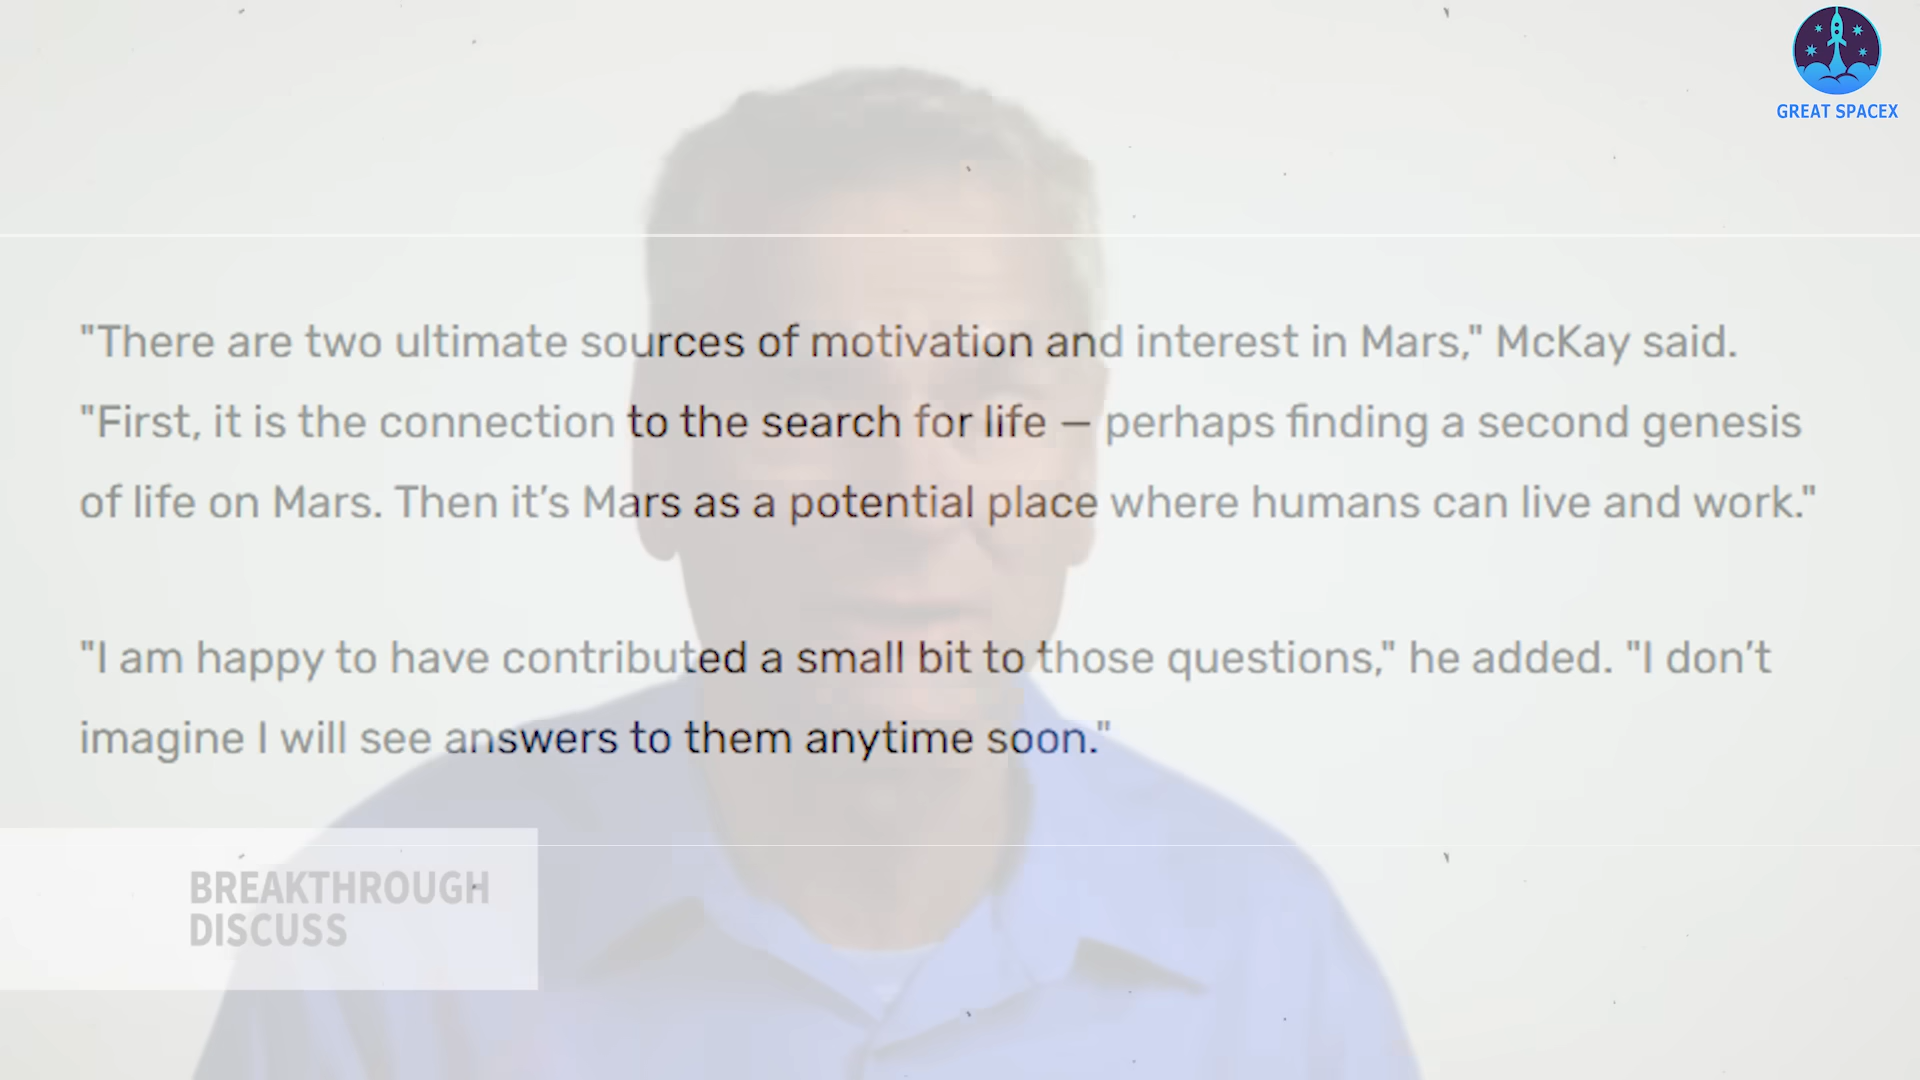 GREAT SPACEX
"There are two ultimate sources of motivation and interest in Mars," McKay said.
"First, it is the connection to the search for life — perhaps finding a second genesis
of life on Mars. Then it’s Mars as a potential place where humans can live and work."
"I am happy to have contributed a small bit to those questions," he added. "I don’t
imagine I will see answers to them anytime soon."
BREAKTHROUGH
DISCUSS